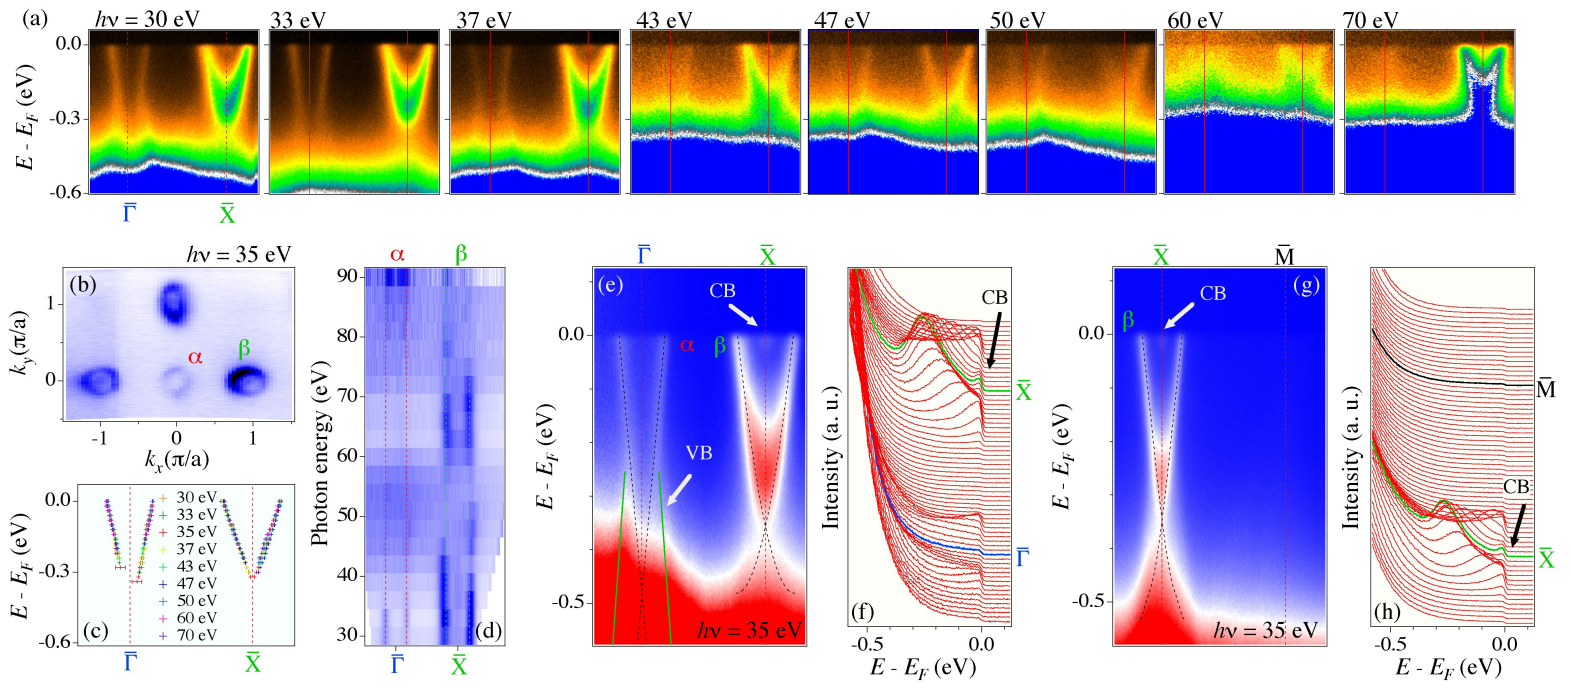 (a) hν = 30 eV 33 eV 37 eV 43 eV 47 eV 50 eV 60 eV 70 eV
0.0
-0.3
-0.6
E - E_F (eV)
Γ̅ X̅
hν = 35 eV
(b)
α β
1
0
k_y(π/a)
-1 0 1
k_x(π/a)
0.0
-0.3
-0.6
E - E_F (eV)
30 eV
33 eV
35 eV
37 eV
43 eV
47 eV
50 eV
60 eV
70 eV
(c)
Γ̅ X̅
α β
90
80
70
60
50
40
30
Photon energy (eV)
(d)
Γ̅ X̅
Γ̅ X̅
(e)
CB
α β
VB
0.0
-0.5
E - E_F (eV)
hν = 35 eV
CB
X̅
Γ̅
Intensity (a. u.)
(f)
-0.5 0.0
E - E_F (eV)
X̅ M̅
(g)
CB
β
0.0
-0.5
E - E_F (eV)
hν = 35 eV
M̅
CB
X̅
Intensity (a. u.)
(h)
-0.5 0.0
E - E_F (eV)